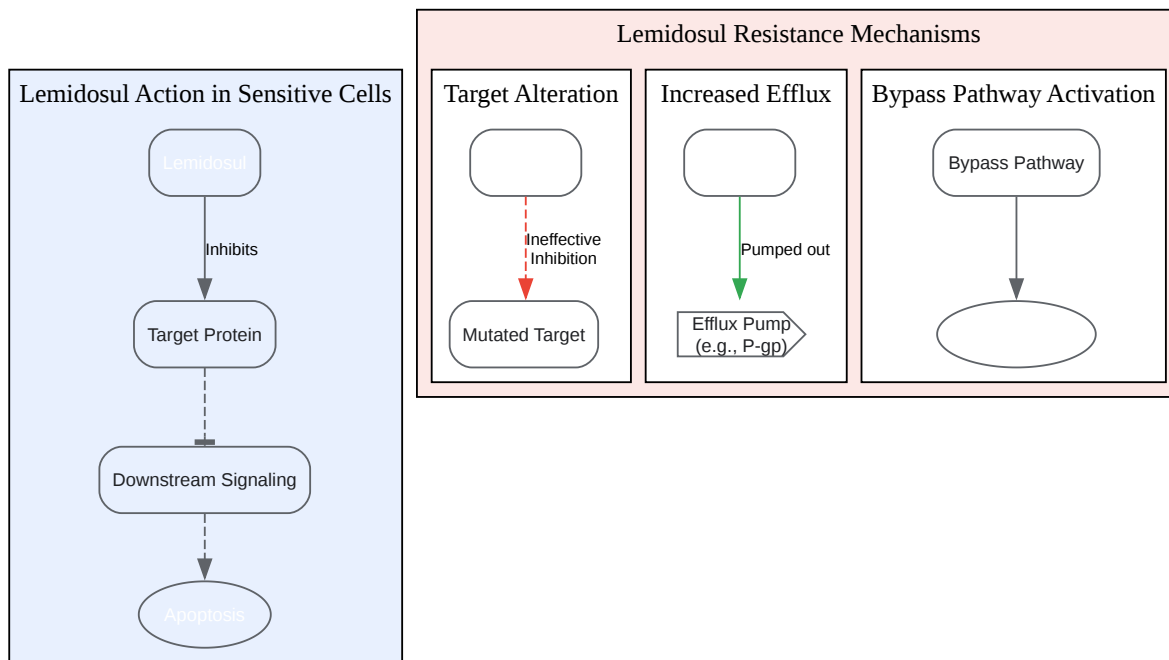 Lemidosul Resistance Mechanisms
Lemidosul Action in Sensitive Cells
Lemidosul
Inhibits
Target Protein
Downstream Signaling
Apoptosis
Target Alteration
Ineffective
Inhibition
Mutated Target
Increased Efflux
Pumped out
Efflux Pump
(e.g., P-gp)
Bypass Pathway Activation
Bypass Pathway